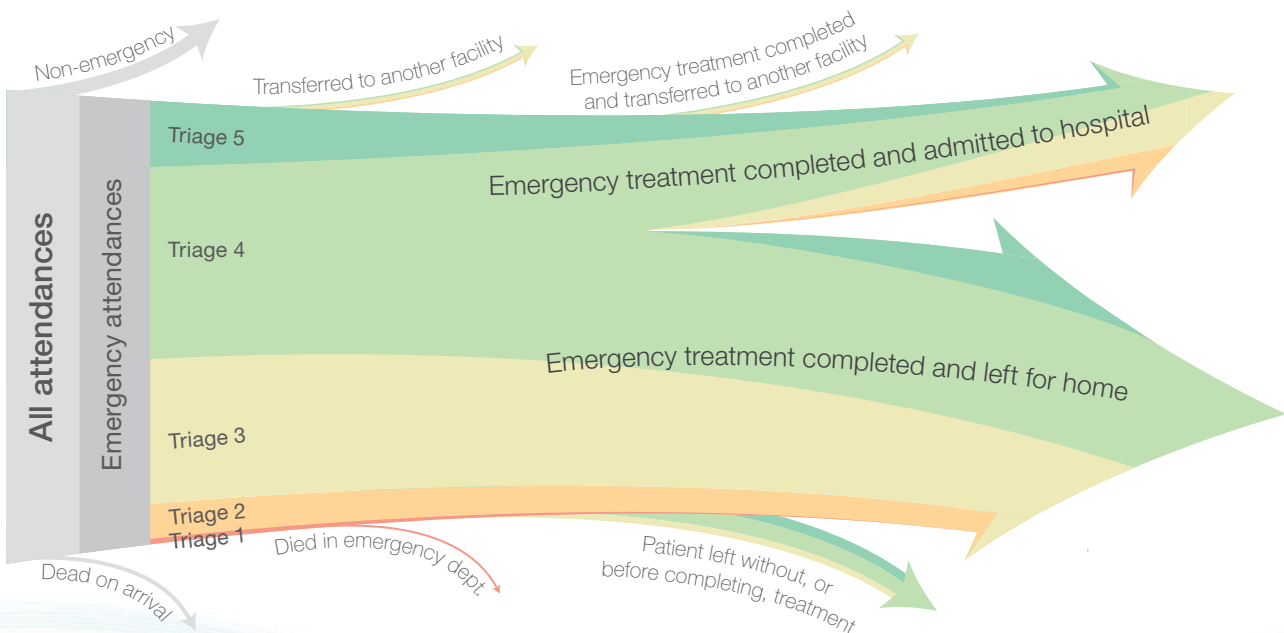 Non-emergency
Transferred to another facility
Emergency treatment completed
and transferred to another facility
All attendances
Emergency attendances
Triage 5
Emergency treatment completed and admitted to hospital
Triage 4
Emergency treatment completed and left for home
Triage 3
Triage 2
Triage 1
Dead on arrival
Died in emergency dept.
Patient left without, or
before completing, treatment